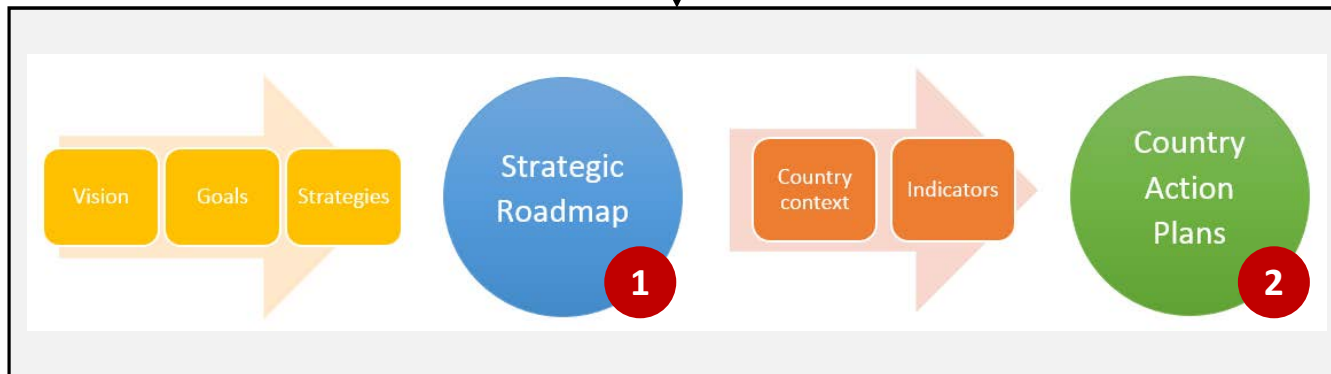 Vision
Goals
Strategies
Strategic
Roadmap
1
Country
context
Indicators
Country
Action
Plans
2